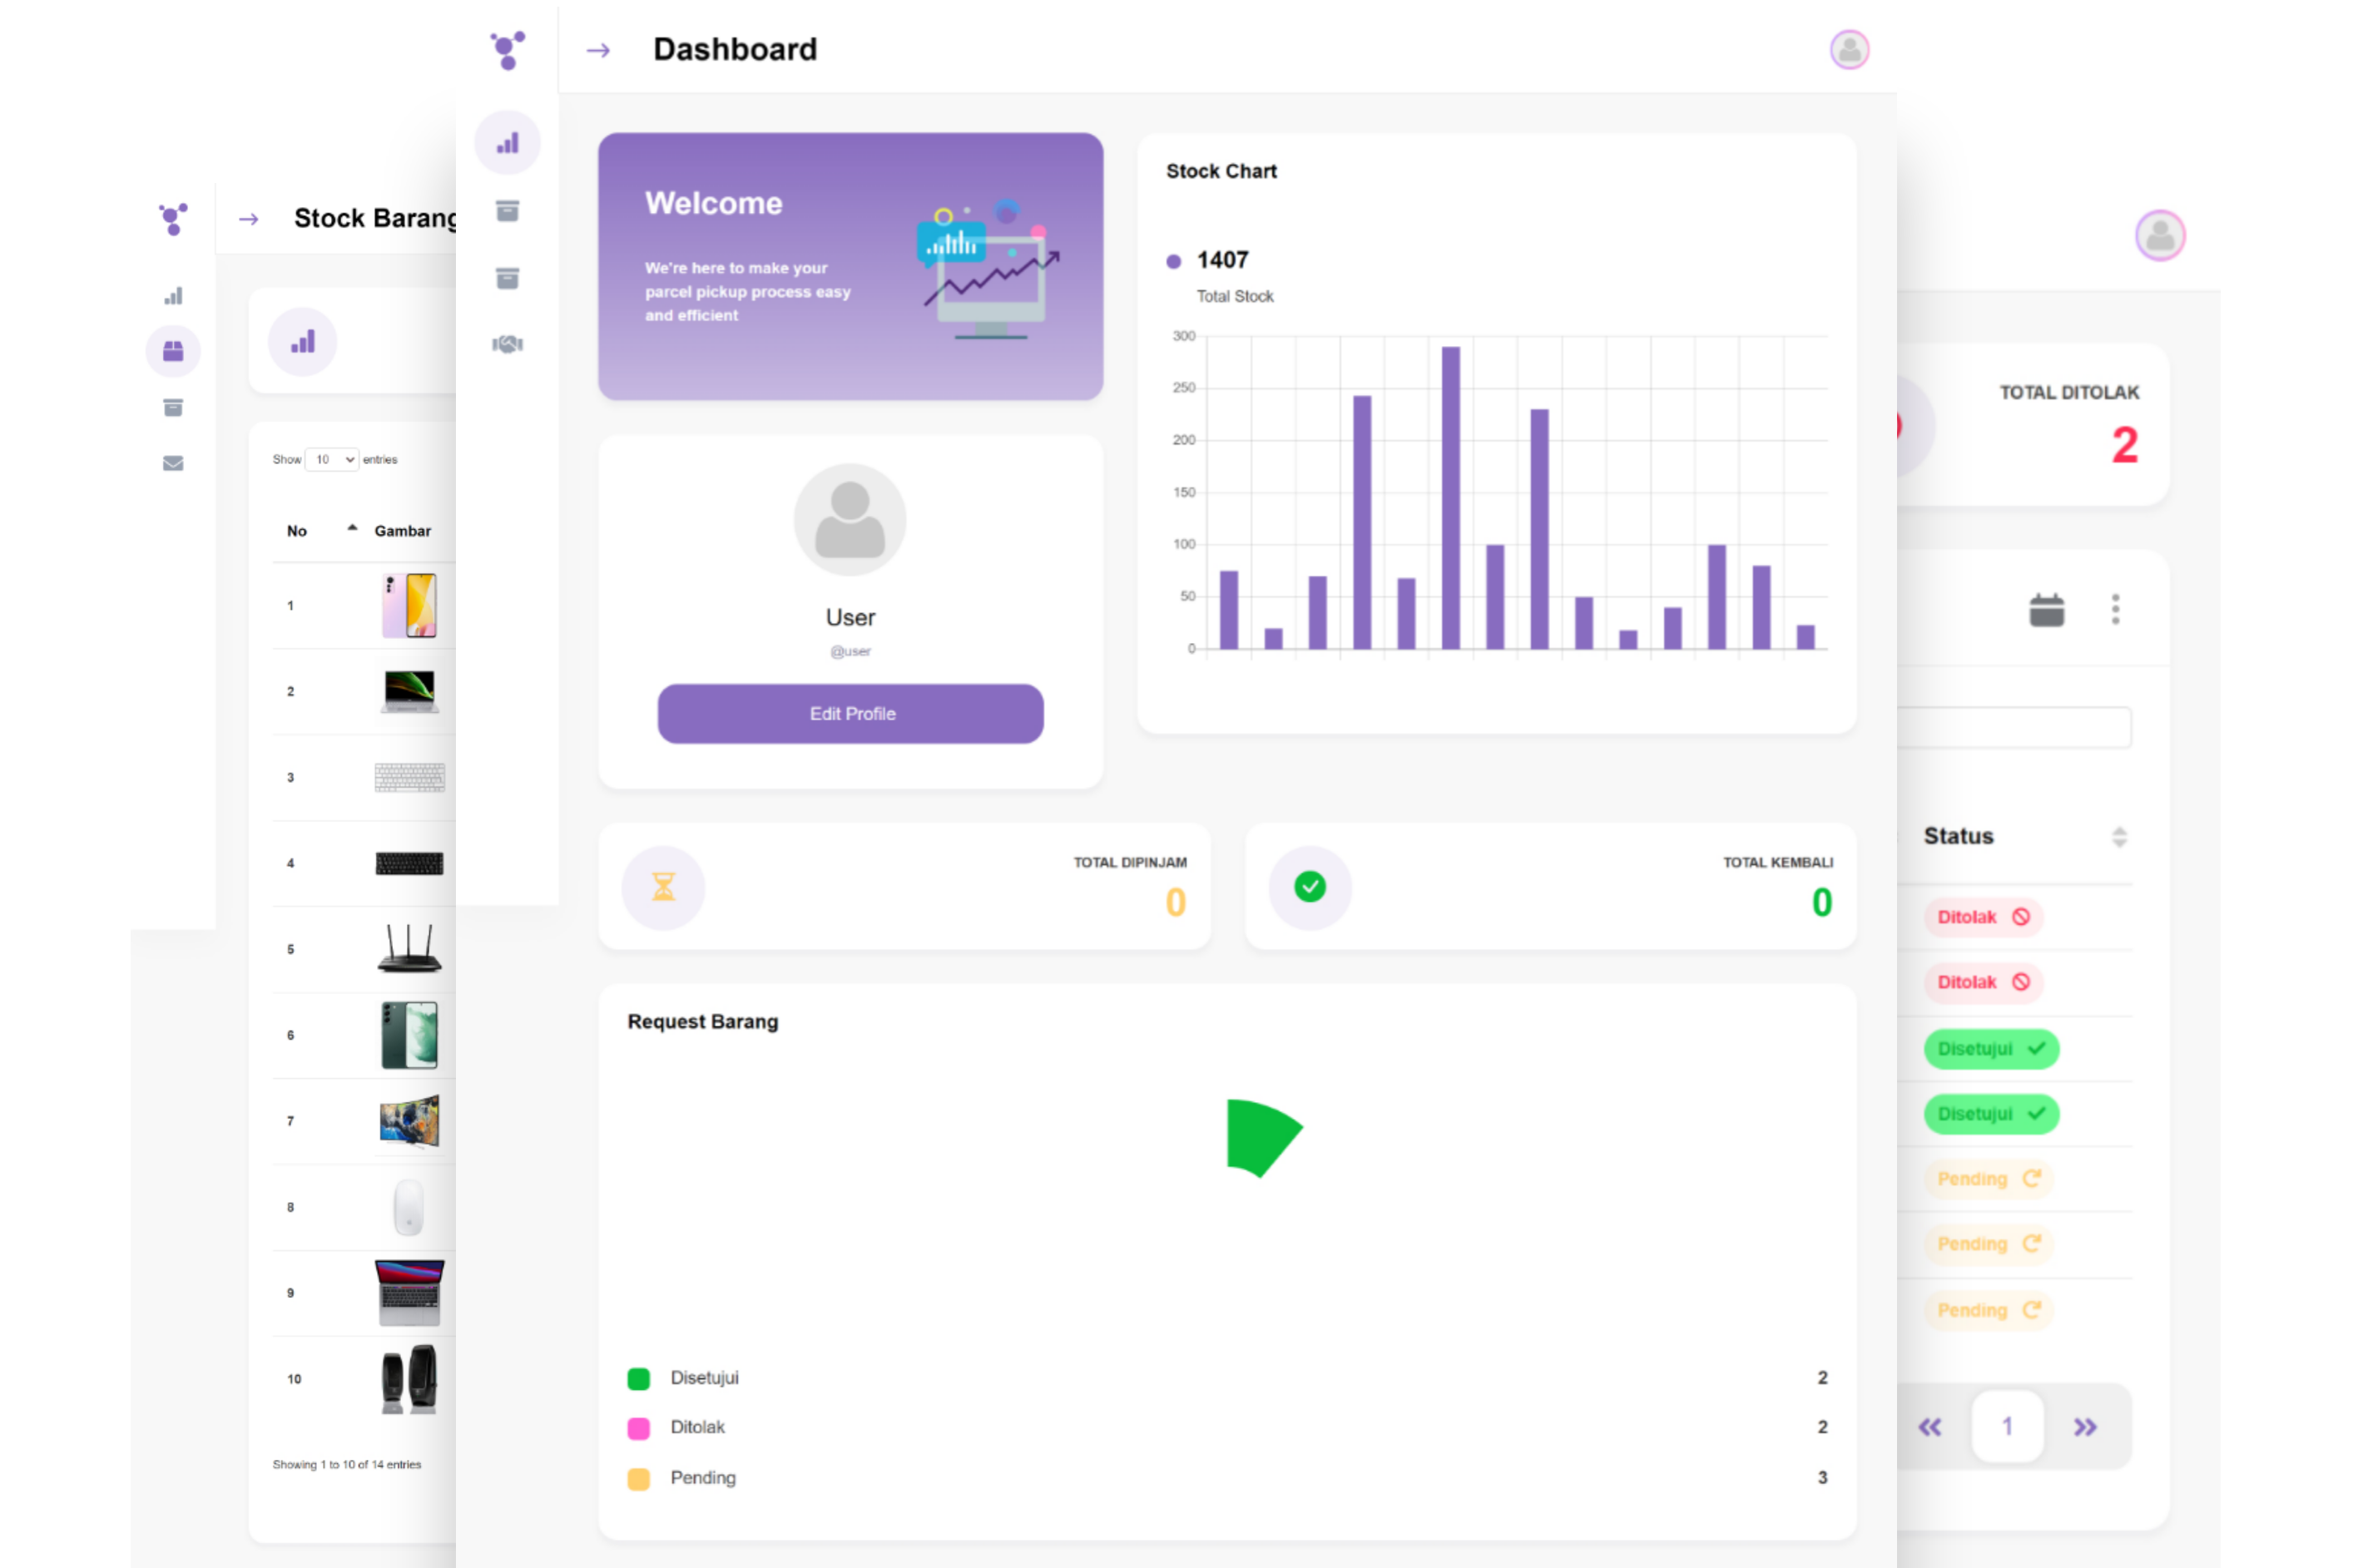 Stock Barang
Show 10 entries
No Gambar
1
2
3
4
5
6
7
8
9
10
Showing 1 to 10 of 14 entries
Dashboard
Welcome
We're here to make your
parcel pickup process easy
and efficient
User
@user
Edit Profile
Stock Chart
1407
Total Stock
300
250
200
150
100
50
0
TOTAL DIPINJAM
0
TOTAL KEMBALI
0
Request Barang
Disetujui 2
Ditolak 2
Pending 3
TOTAL DITOLAK
2
Status
Ditolak
Ditolak
Disetujui
Disetujui
Pending
Pending
Pending
1